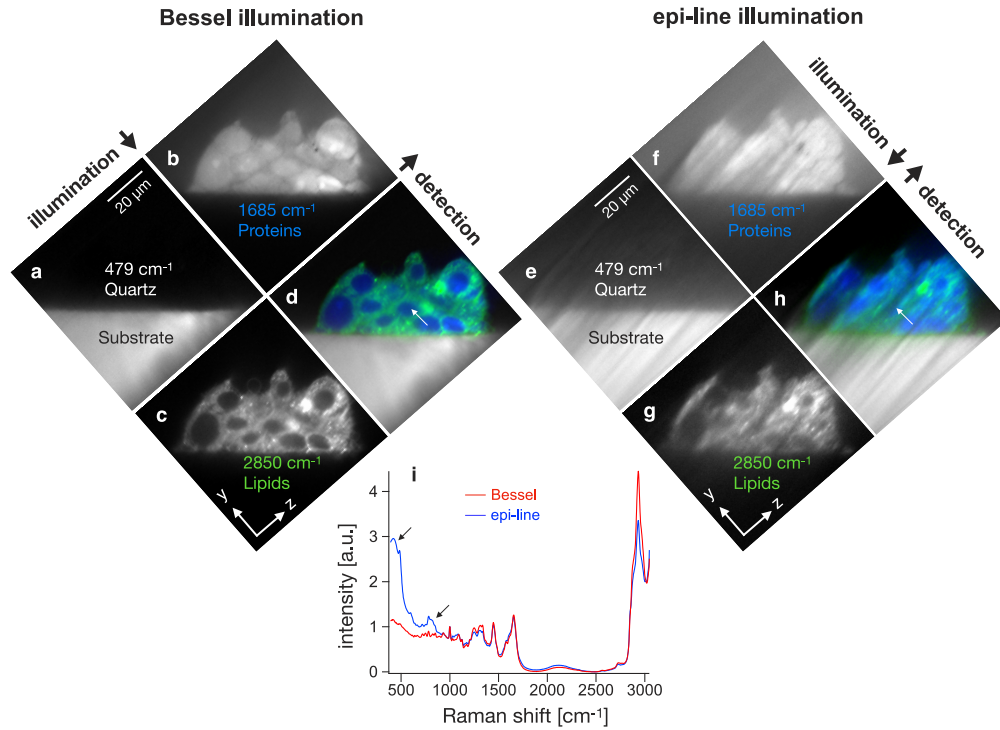 Bessel illumination
epi-line illumination
illumination
20 µm
b
1685 cm⁻¹
Proteins
detection
a
479 cm⁻¹
Quartz
Substrate
d
c
2850 cm⁻¹
Lipids
y
z
illumination
20 µm
f
1685 cm⁻¹
Proteins
detection
e
479 cm⁻¹
Quartz
Substrate
h
g
2850 cm⁻¹
Lipids
y
z
i
Bessel
epi-line
intensity [a.u.]
4
3
2
1
0
500
1000
1500
2000
2500
3000
Raman shift [cm⁻¹]